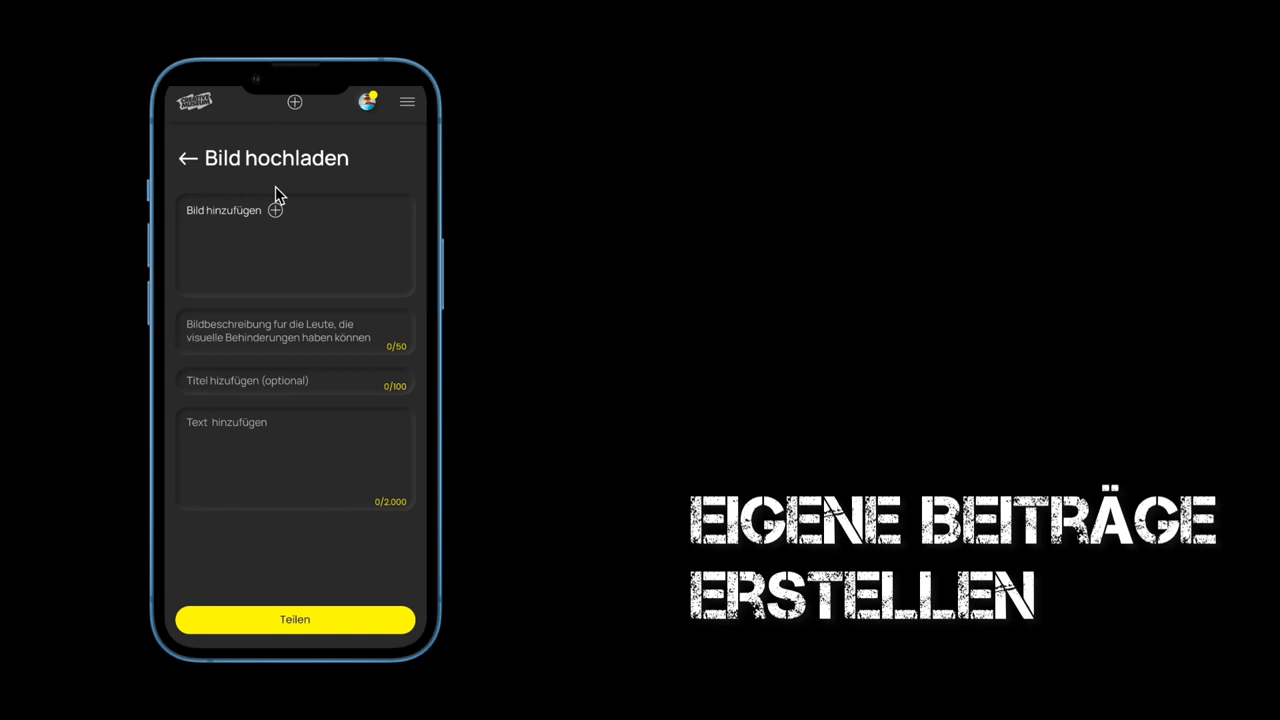 Bild hochladen
Bild hinzufügen
Bildbeschreibung fur die Leute, die
visuelle Behinderungen haben können
0/50
Titel hizufügen (optional)
0/100
Text hinzufügen
0/2.000
Teilen
EIGENE BEITRÄGE
ERSTELLEN